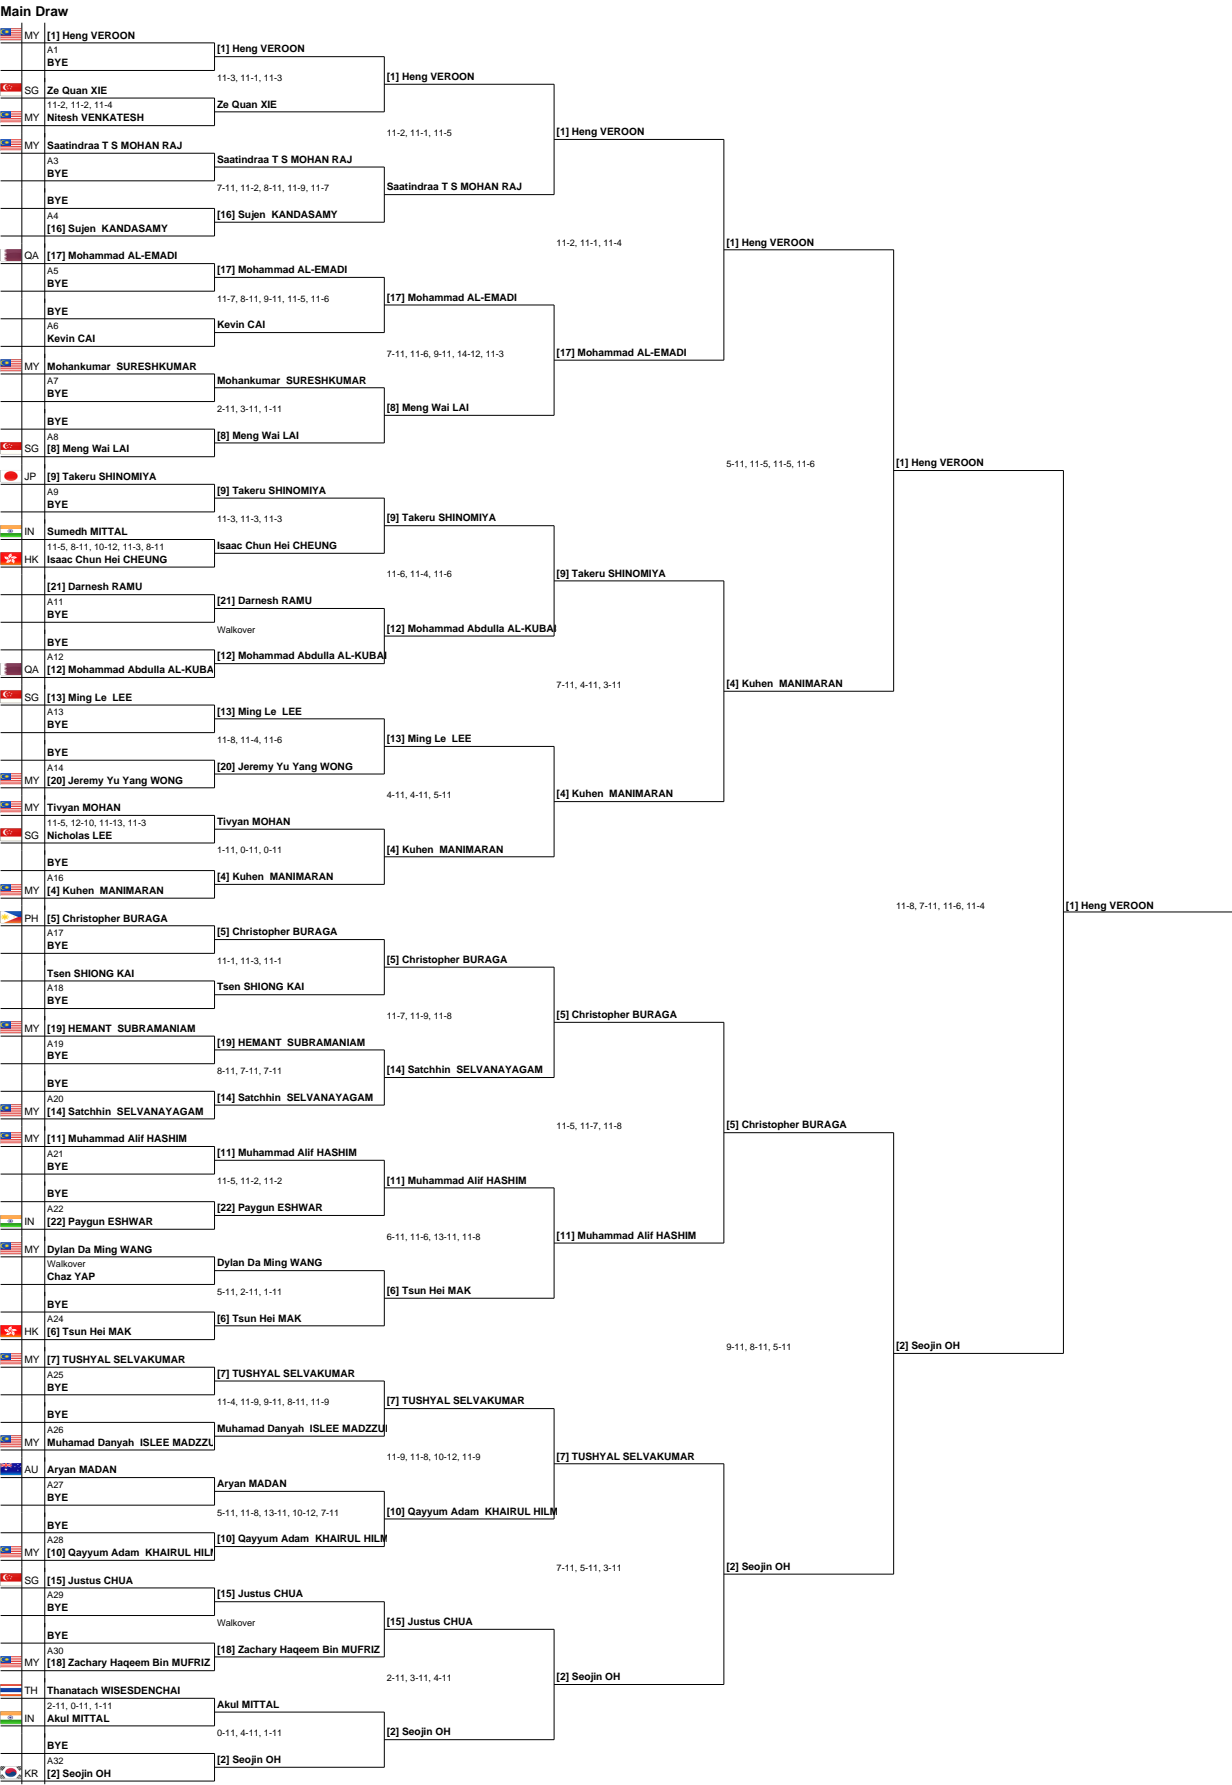 Main Draw
MY [1] Heng VEROON
A1 [1] Heng VEROON
BYE
11-3, 11-1, 11-3 [1] Heng VEROON
SG Ze Quan XIE
11-2, 11-2, 11-4 Ze Quan XIE
MY Nitesh VENKATESH
11-2, 11-1, 11-5 [1] Heng VEROON
MY Saatindraa T S MOHAN RAJ
A3 Saatindraa T S MOHAN RAJ
BYE
7-11, 11-2, 8-11, 11-9, 11-7 Saatindraa T S MOHAN RAJ
BYE
A4 [16] Sujen KANDASAMY
[16] Sujen KANDASAMY
11-2, 11-1, 11-4 [1] Heng VEROON
QA [17] Mohammad AL-EMADI
A5 [17] Mohammad AL-EMADI
BYE
11-7, 8-11, 9-11, 11-5, 11-6 [17] Mohammad AL-EMADI
BYE
A6 Kevin CAI
Kevin CAI
7-11, 11-6, 9-11, 14-12, 11-3 [17] Mohammad AL-EMADI
MY Mohankumar SURESHKUMAR
A7 Mohankumar SURESHKUMAR
BYE
2-11, 3-11, 1-11 [8] Meng Wai LAI
BYE
A8 [8] Meng Wai LAI
SG [8] Meng Wai LAI
5-11, 11-5, 11-5, 11-6 [1] Heng VEROON
JP [9] Takeru SHINOMIYA
A9 [9] Takeru SHINOMIYA
BYE
11-3, 11-3, 11-3 [9] Takeru SHINOMIYA
IN Sumedh MITTAL
11-5, 8-11, 10-12, 11-3, 8-11 Isaac Chun Hei CHEUNG
HK Isaac Chun Hei CHEUNG
11-6, 11-4, 11-6 [9] Takeru SHINOMIYA
[21] Darnesh RAMU
A11 [21] Darnesh RAMU
BYE
Walkover [12] Mohammad Abdulla AL-KUBAI
BYE
A12 [12] Mohammad Abdulla AL-KUBAI
QA [12] Mohammad Abdulla AL-KUBA
7-11, 4-11, 3-11 [4] Kuhen MANIMARAN
SG [13] Ming Le LEE
A13 [13] Ming Le LEE
BYE
11-8, 11-4, 11-6 [13] Ming Le LEE
BYE
A14 [20] Jeremy Yu Yang WONG
MY [20] Jeremy Yu Yang WONG
4-11, 4-11, 5-11 [4] Kuhen MANIMARAN
MY Tivyan MOHAN
11-5, 12-10, 11-13, 11-3 Tivyan MOHAN
SG Nicholas LEE
1-11, 0-11, 0-11 [4] Kuhen MANIMARAN
BYE
A16 [4] Kuhen MANIMARAN
MY [4] Kuhen MANIMARAN
11-8, 7-11, 11-6, 11-4 [1] Heng VEROON
PH [5] Christopher BURAGA
A17 [5] Christopher BURAGA
BYE
11-1, 11-3, 11-1 [5] Christopher BURAGA
Tsen SHIONG KAI
A18 Tsen SHIONG KAI
BYE
11-7, 11-9, 11-8 [5] Christopher BURAGA
MY [19] HEMANT SUBRAMANIAM
A19 [19] HEMANT SUBRAMANIAM
BYE
8-11, 7-11, 7-11 [14] Satchhin SELVANAYAGAM
BYE
A20 [14] Satchhin SELVANAYAGAM
MY [14] Satchhin SELVANAYAGAM
11-5, 11-7, 11-8 [5] Christopher BURAGA
MY [11] Muhammad Alif HASHIM
A21 [11] Muhammad Alif HASHIM
BYE
11-5, 11-2, 11-2 [11] Muhammad Alif HASHIM
BYE
A22 [22] Paygun ESHWAR
IN [22] Paygun ESHWAR
6-11, 11-6, 13-11, 11-8 [11] Muhammad Alif HASHIM
MY Dylan Da Ming WANG
Walkover Dylan Da Ming WANG
Chaz YAP
5-11, 2-11, 1-11 [6] Tsun Hei MAK
BYE
A24 [6] Tsun Hei MAK
HK [6] Tsun Hei MAK
9-11, 8-11, 5-11 [2] Seojin OH
MY [7] TUSHYAL SELVAKUMAR
A25 [7] TUSHYAL SELVAKUMAR
BYE
11-4, 11-9, 9-11, 8-11, 11-9 [7] TUSHYAL SELVAKUMAR
BYE
A26 Muhamad Danyah ISLEE MADZZU
MY Muhamad Danyah ISLEE MADZZU
11-9, 11-8, 10-12, 11-9 [7] TUSHYAL SELVAKUMAR
AU Aryan MADAN
A27 Aryan MADAN
BYE
5-11, 11-8, 13-11, 10-12, 7-11 [10] Qayyum Adam KHAIRUL HILM
BYE
A28 [10] Qayyum Adam KHAIRUL HILM
MY [10] Qayyum Adam KHAIRUL HILM
7-11, 5-11, 3-11 [2] Seojin OH
SG [15] Justus CHUA
A29 [15] Justus CHUA
BYE
Walkover [15] Justus CHUA
BYE
A30 [18] Zachary Haqeem Bin MUFRIZ
MY [18] Zachary Haqeem Bin MUFRIZ
2-11, 3-11, 4-11 [2] Seojin OH
TH Thanatach WISESDENCHAI
2-11, 0-11, 1-11 Akul MITTAL
IN Akul MITTAL
0-11, 4-11, 1-11 [2] Seojin OH
BYE
A32 [2] Seojin OH
KR [2] Seojin OH